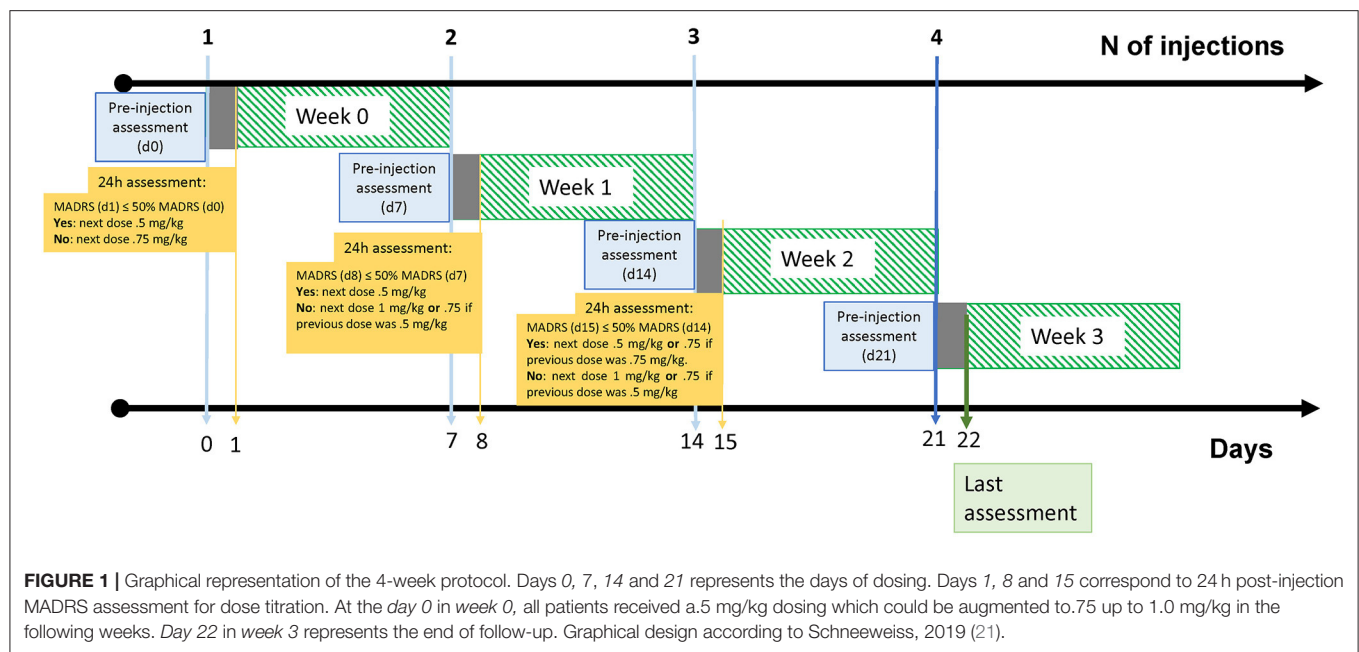 1
2
3
4
N of injections
Pre-injection
assessment
(d0)
Week 0
24h assessment:
MADRS (d1) ≤ 50% MADRS (d0)
Yes: next dose .5 mg/kg
No: next dose .75 mg/kg
Pre-injection
assessment
(d7)
Week 1
24h assessment:
MADRS (d8) ≤ 50% MADRS (d7)
Yes: next dose .5 mg/kg
No: next dose 1 mg/kg or .75 if
previous dose was .5 mg/kg
Pre-injection
assessment
(d14)
Week 2
24h assessment:
MADRS (d15) ≤ 50% MADRS (d14)
Yes: next dose .5 mg/kg or .75 if
previous dose was .75 mg/kg.
No: next dose 1 mg/kg or .75 if
previous dose was .5 mg/kg
Pre-injection
assessment
(d21)
Week 3
0
1
7
8
14
15
21
22
Days
Last
assessment
FIGURE 1 | Graphical representation of the 4-week protocol. Days 0, 7, 14 and 21 represents the days of dosing. Days 1, 8 and 15 correspond to 24 h post-injection
MADRS assessment for dose titration. At the day 0 in week 0, all patients received a.5 mg/kg dosing which could be augmented to.75 up to 1.0 mg/kg in the
following weeks. Day 22 in week 3 represents the end of follow-up. Graphical design according to Schneeweiss, 2019 (21).